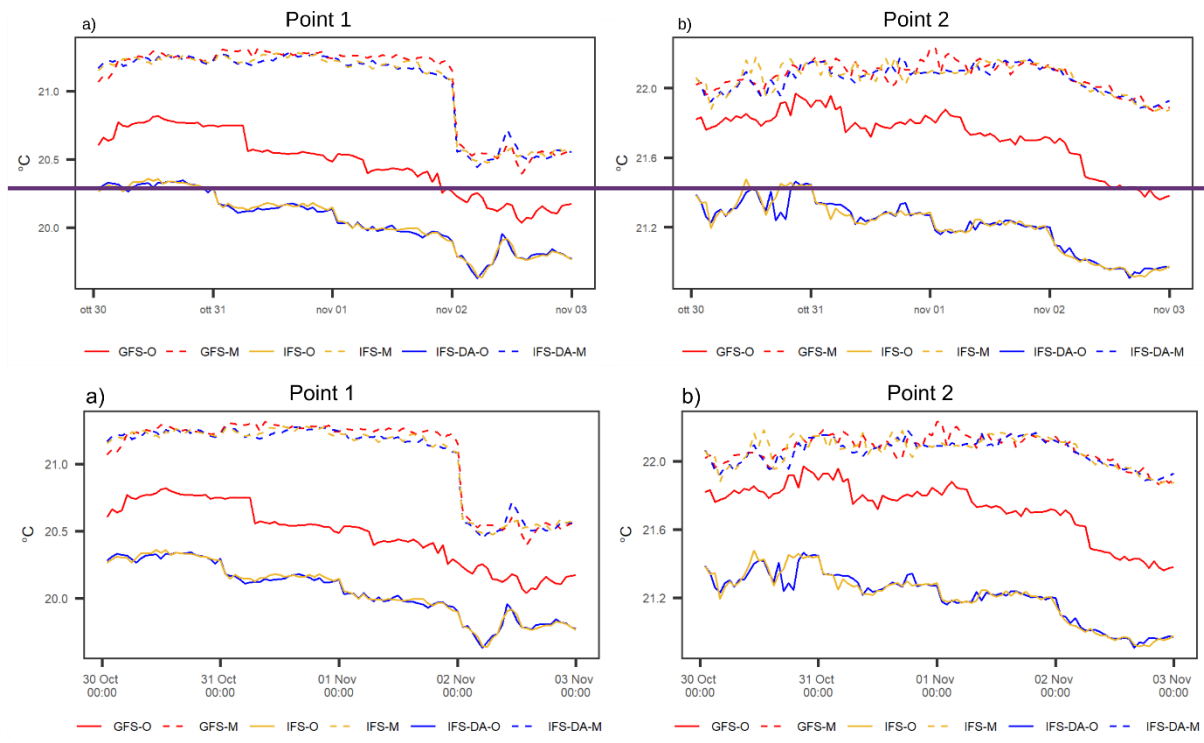 a) Point 1
b) Point 2
°C
21.0
20.5
20.0
ott 30 ott 31 nov 01 nov 02 nov 03
GFS-O GFS-M IFS-O IFS-M IFS-DA-O IFS-DA-M
°C
22.0
21.6
21.2
ott 30 ott 31 nov 01 nov 02 nov 03
GFS-O GFS-M IFS-O IFS-M IFS-DA-O IFS-DA-M
a) Point 1
b) Point 2
°C
21.0
20.5
20.0
30 Oct 31 Oct 01 Nov 02 Nov 03 Nov
00:00 00:00 00:00 00:00 00:00
GFS-O GFS-M IFS-O IFS-M IFS-DA-O IFS-DA-M
°C
22.0
21.6
21.2
30 Oct 31 Oct 01 Nov 02 Nov 03 Nov
00:00 00:00 00:00 00:00 00:00
GFS-O GFS-M IFS-O IFS-M IFS-DA-O IFS-DA-M